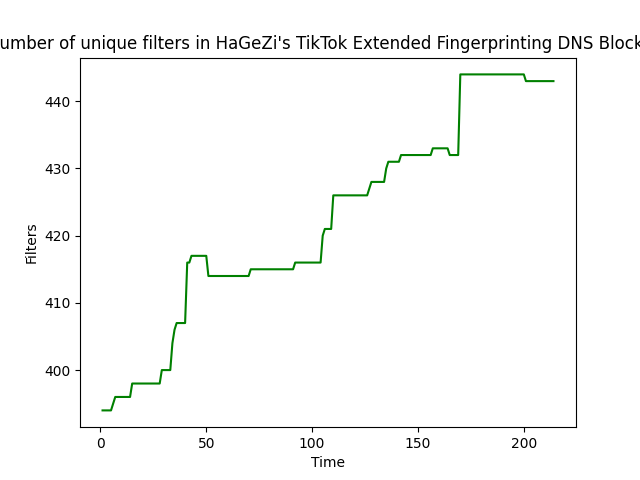 umber of unique filters in HaGeZi's TikTok Extended Fingerprinting DNS Block
440
430
420
410
400
Filters
0 50 100 150 200
Time